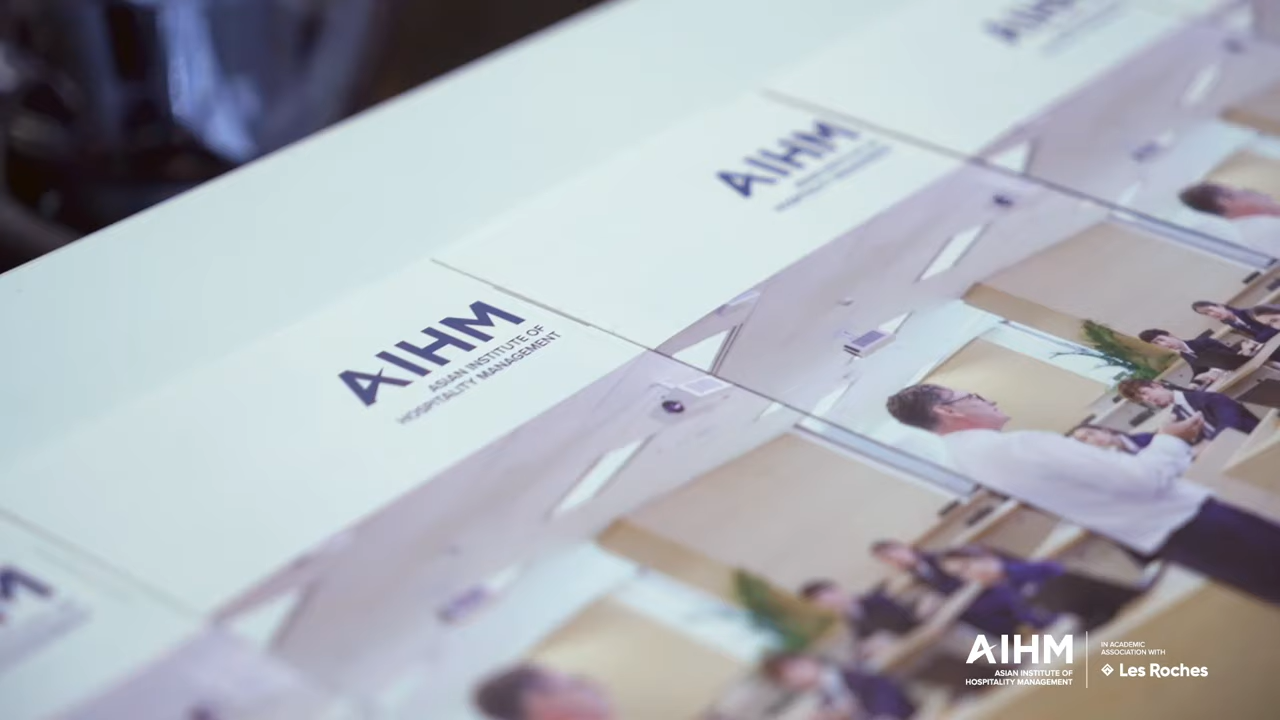 AIHM
AIHM
AIHM
ASIAN INSTITUTE OF
HOSPITALITY MANAGEMENT
AIHM
ASIAN INSTITUTE OF
HOSPITALITY MANAGEMENT
IN ACADEMIC
ASSOCIATION WITH
Les Roches